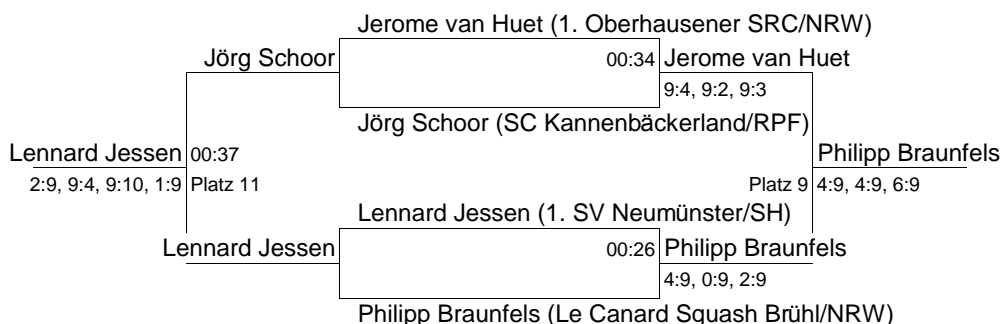 Jerome van Huet (1. Oberhausener SRC/NRW)
Jörg Schoor 00:34 Jerome van Huet
9:4, 9:2, 9:3
Jörg Schoor (SC Kannenbäckerland/RPF)
Lennard Jessen 00:37 Philipp Braunfels
2:9, 9:4, 9:10, 1:9 Platz 11 Platz 9 4:9, 4:9, 6:9
Lennard Jessen (1. SV Neumünster/SH)
Lennard Jessen 00:26 Philipp Braunfels
4:9, 0:9, 2:9
Philipp Braunfels (Le Canard Squash Brühl/NRW)